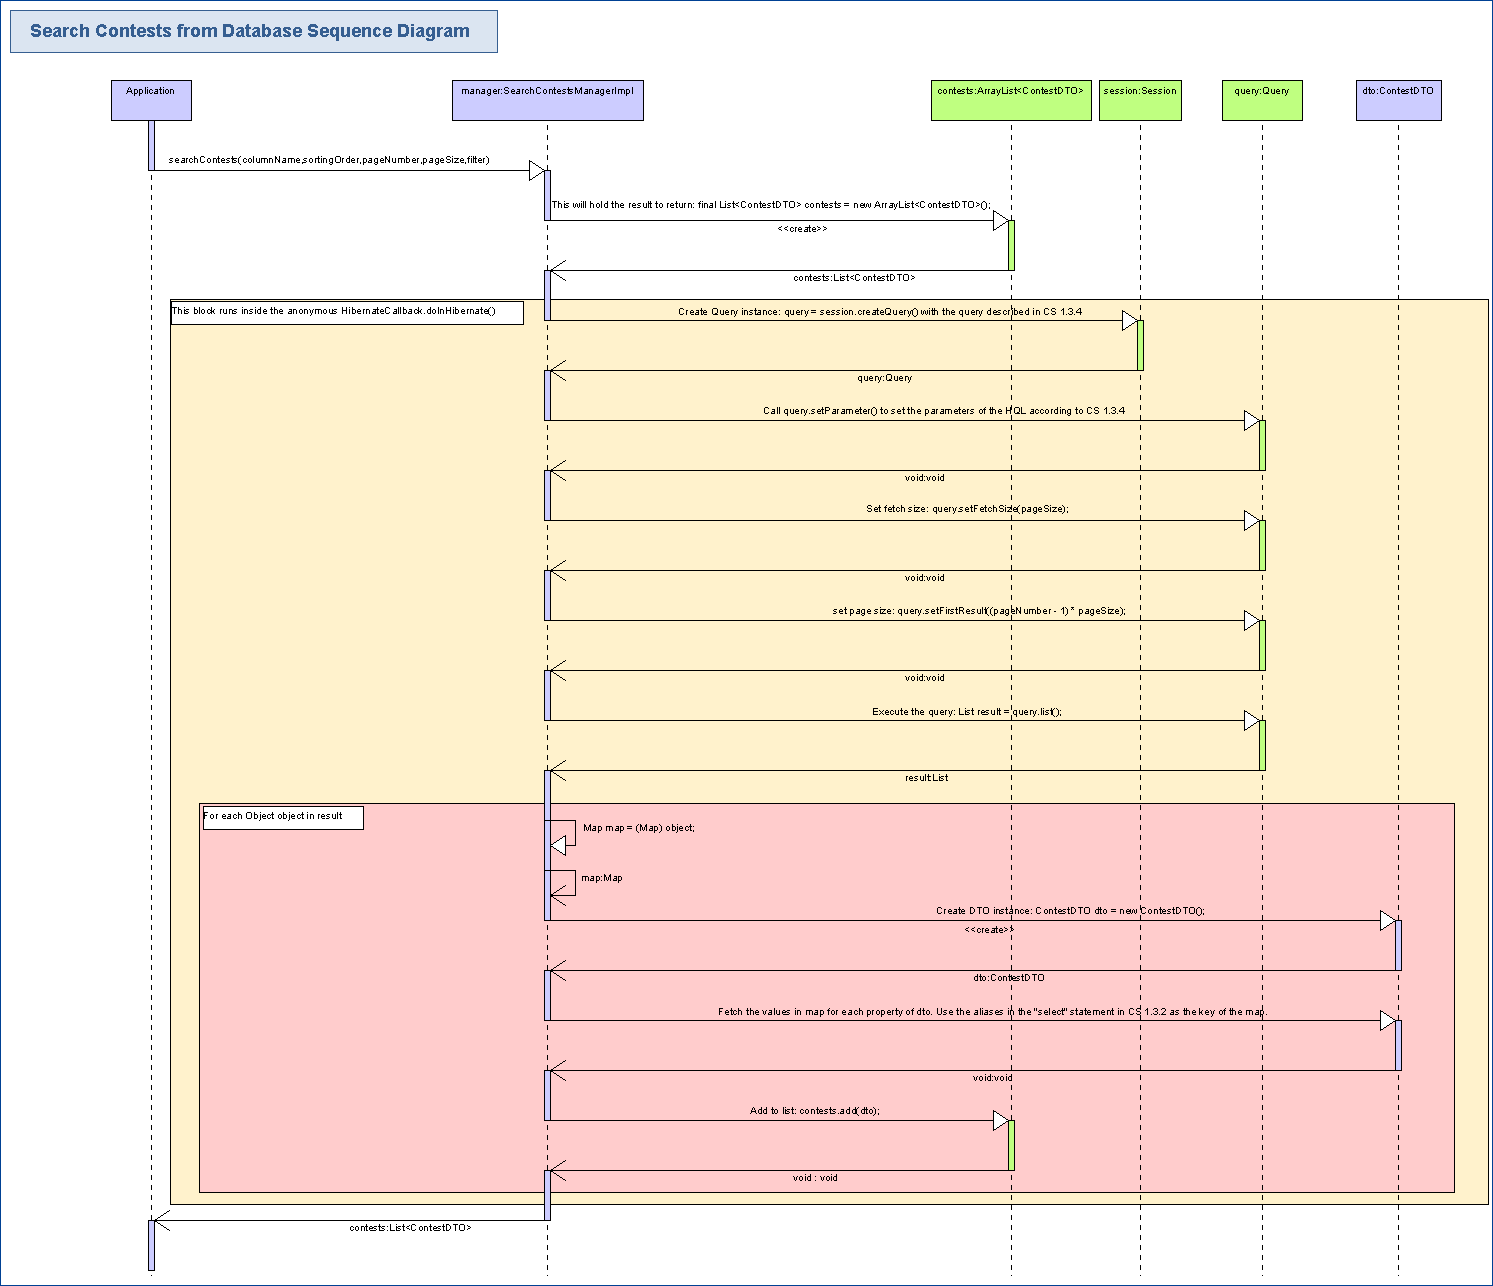 Search Contests from Database Sequence Diagram
Application
manager:SearchContestsManagerImpl
contests:ArrayList<ContestDTO>
session:Session
query:Query
dto:ContestDTO
searchContests(columnName,sortingOrder,pageNumber,pageSize,filter)
This will hold the result to return: final List<ContestDTO> contests = new ArrayList<ContestDTO>();
<<create>>
contests:List<ContestDTO>
This block runs inside the anonymous HibernateCallback.doInHibernate()
Create Query instance: query = session.createQuery() with the query described in CS 1.3.4
query:Query
Call query.setParameter() to set the parameters of the HQL according to CS 1.3.4
void:void
Set fetch size: query.setFetchSize(pageSize);
void:void
set page size: query.setFirstResult((pageNumber - 1) * pageSize);
void:void
Execute the query: List result = query.list();
result:List
For each Object object in result
Map map = (Map) object;
map:Map
Create DTO instance: ContestDTO dto = new ContestDTO();
<<create>>
dto:ContestDTO
Fetch the values in map for each property of dto. Use the aliases in the "select" statement in CS 1.3.2 as the key of the map.
void:void
Add to list: contests.add(dto);
void : void
contests:List<ContestDTO>